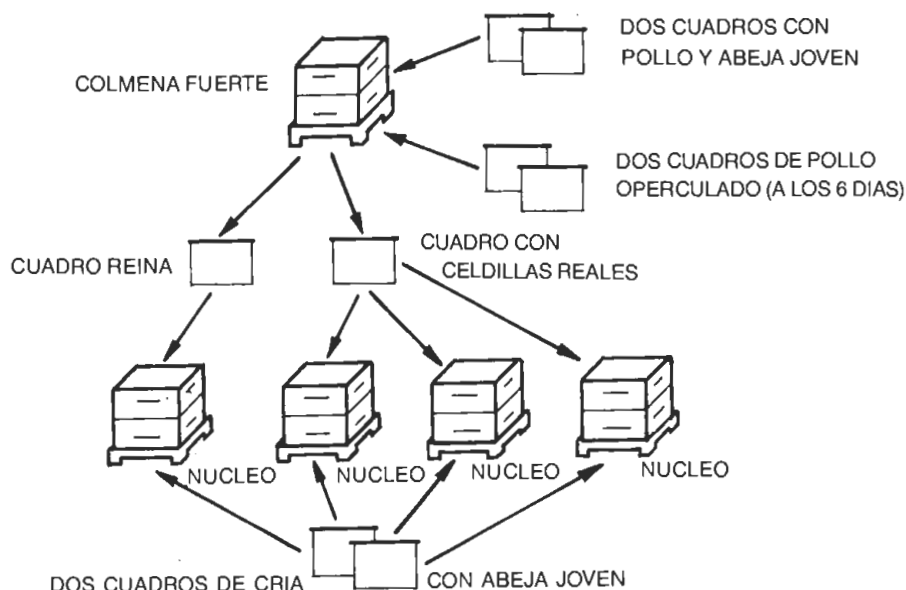 DOS CUADROS CON
POLLO Y ABEJA JOVEN
COLMENA FUERTE
DOS CUADROS DE POLLO
OPERCULADO (A LOS 6 DIAS)
CUADRO REINA
CUADRO CON
CELDILLAS REALES
NUCLEO
NUCLEO
NUCLEO
NUCLEO
DOS CUADROS DE CRIA
CON ABEJA JOVEN